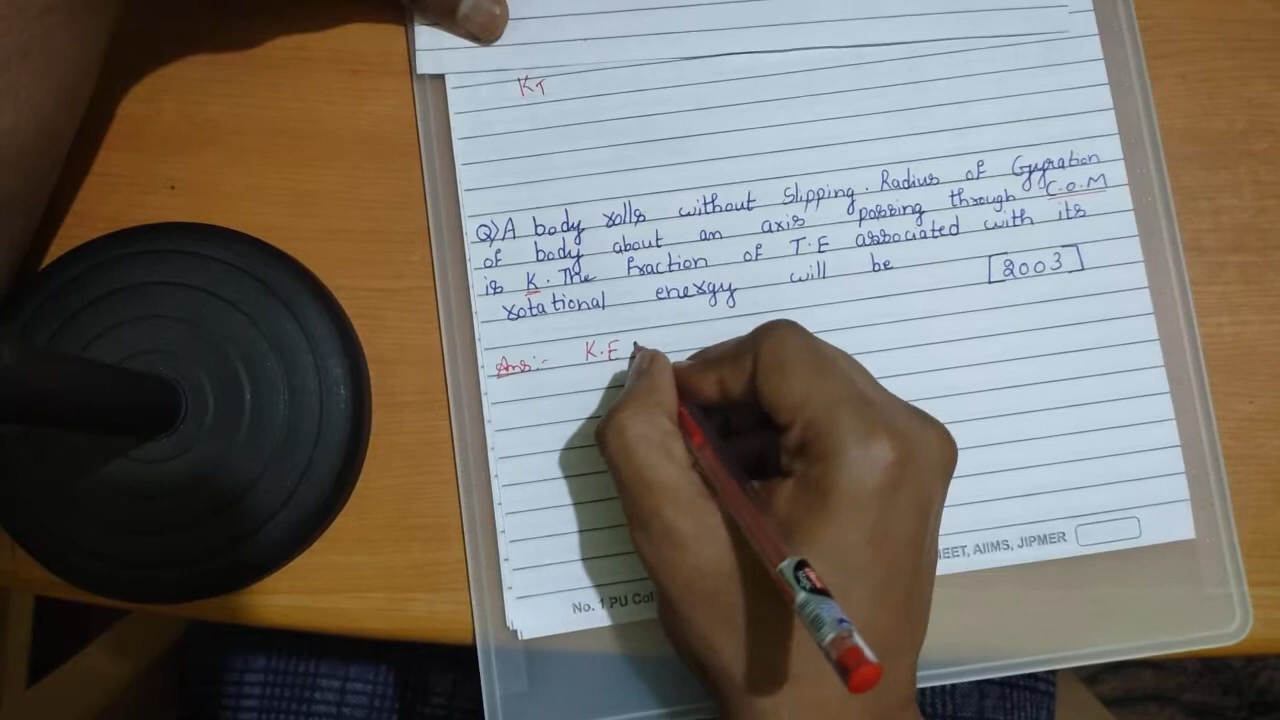 KT
Q) A body rolls without slipping. Radius of Gyration
of body about an axis passing through C.O.M
is K. The fraction of T.E associated with its
rotational energy will be [2003]
Ans:- K.E
No. 1 PU Col
NEET, AIIMS, JIPMER